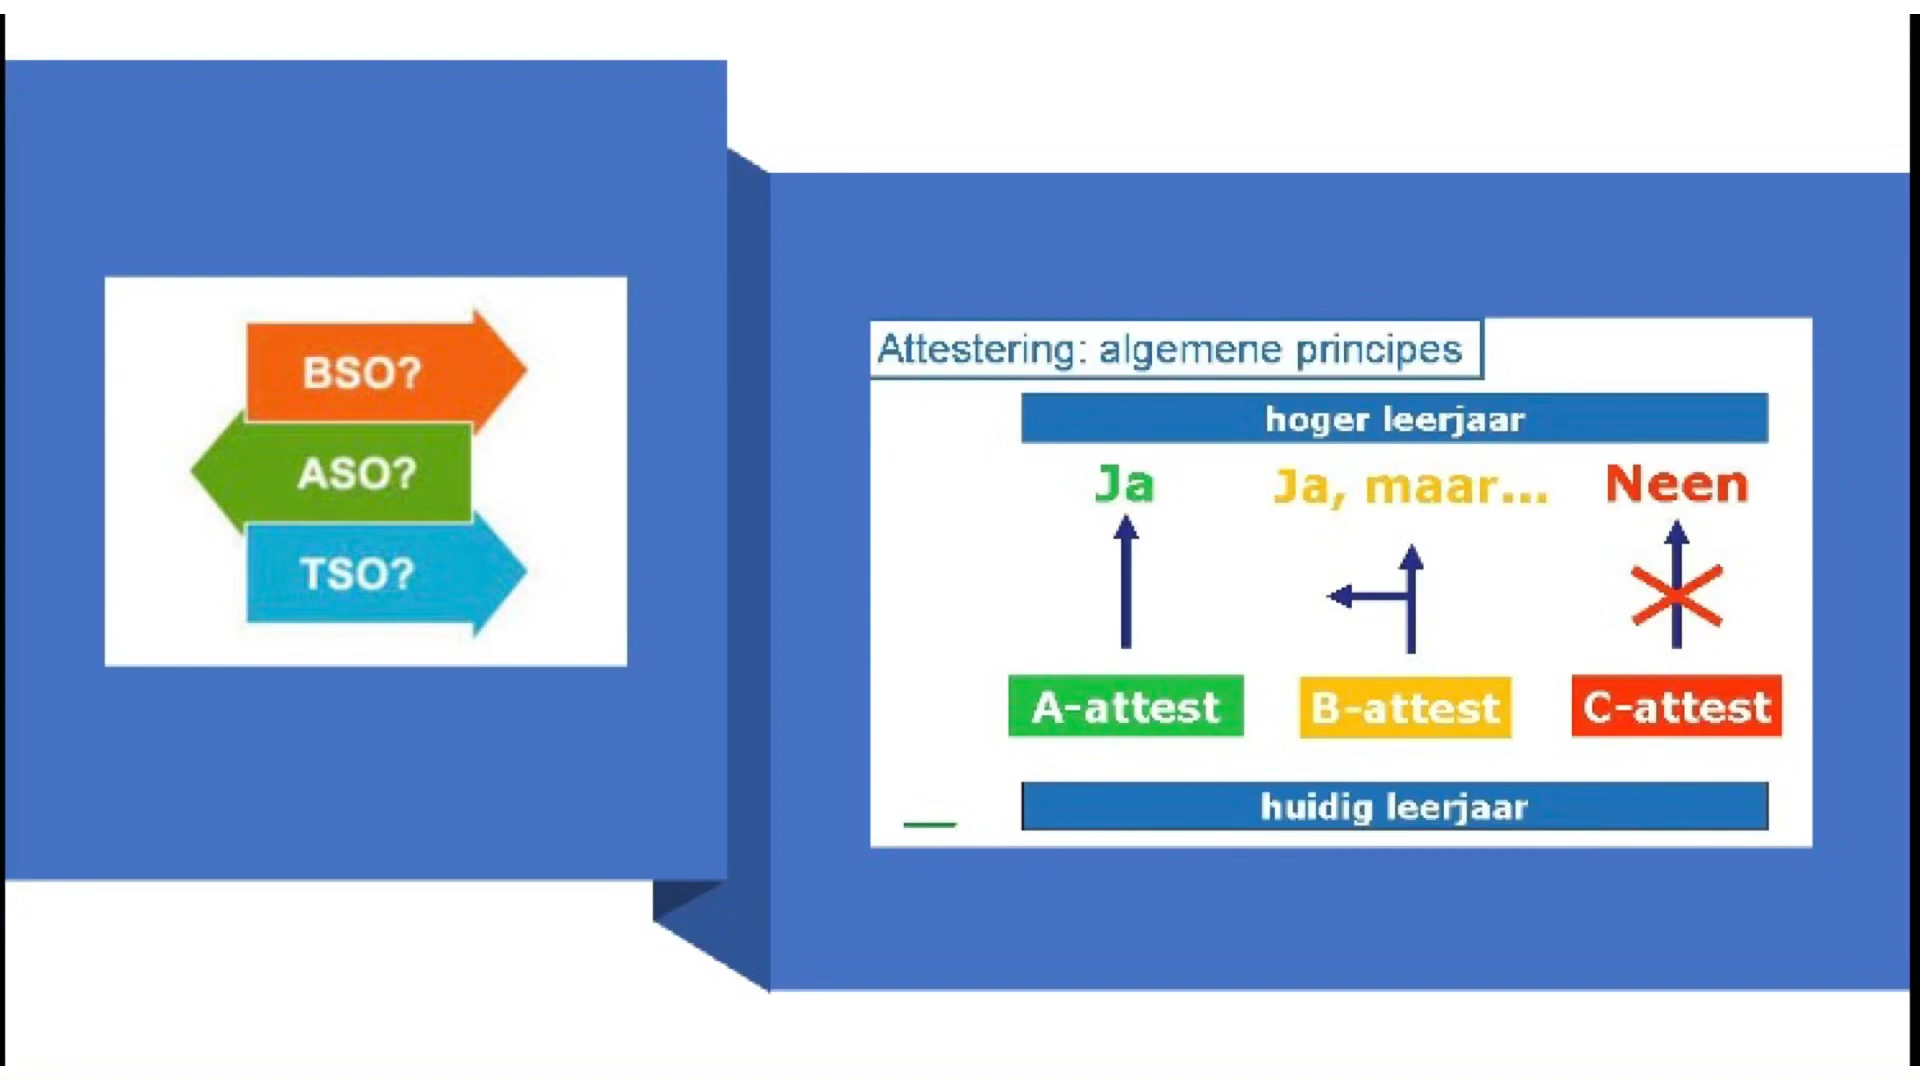 BSO?
ASO?
TSO?
Attestering: algemene principes
hoger leerjaar
Ja
Ja, maar...
Neen
A-attest
B-attest
C-attest
huidig leerjaar